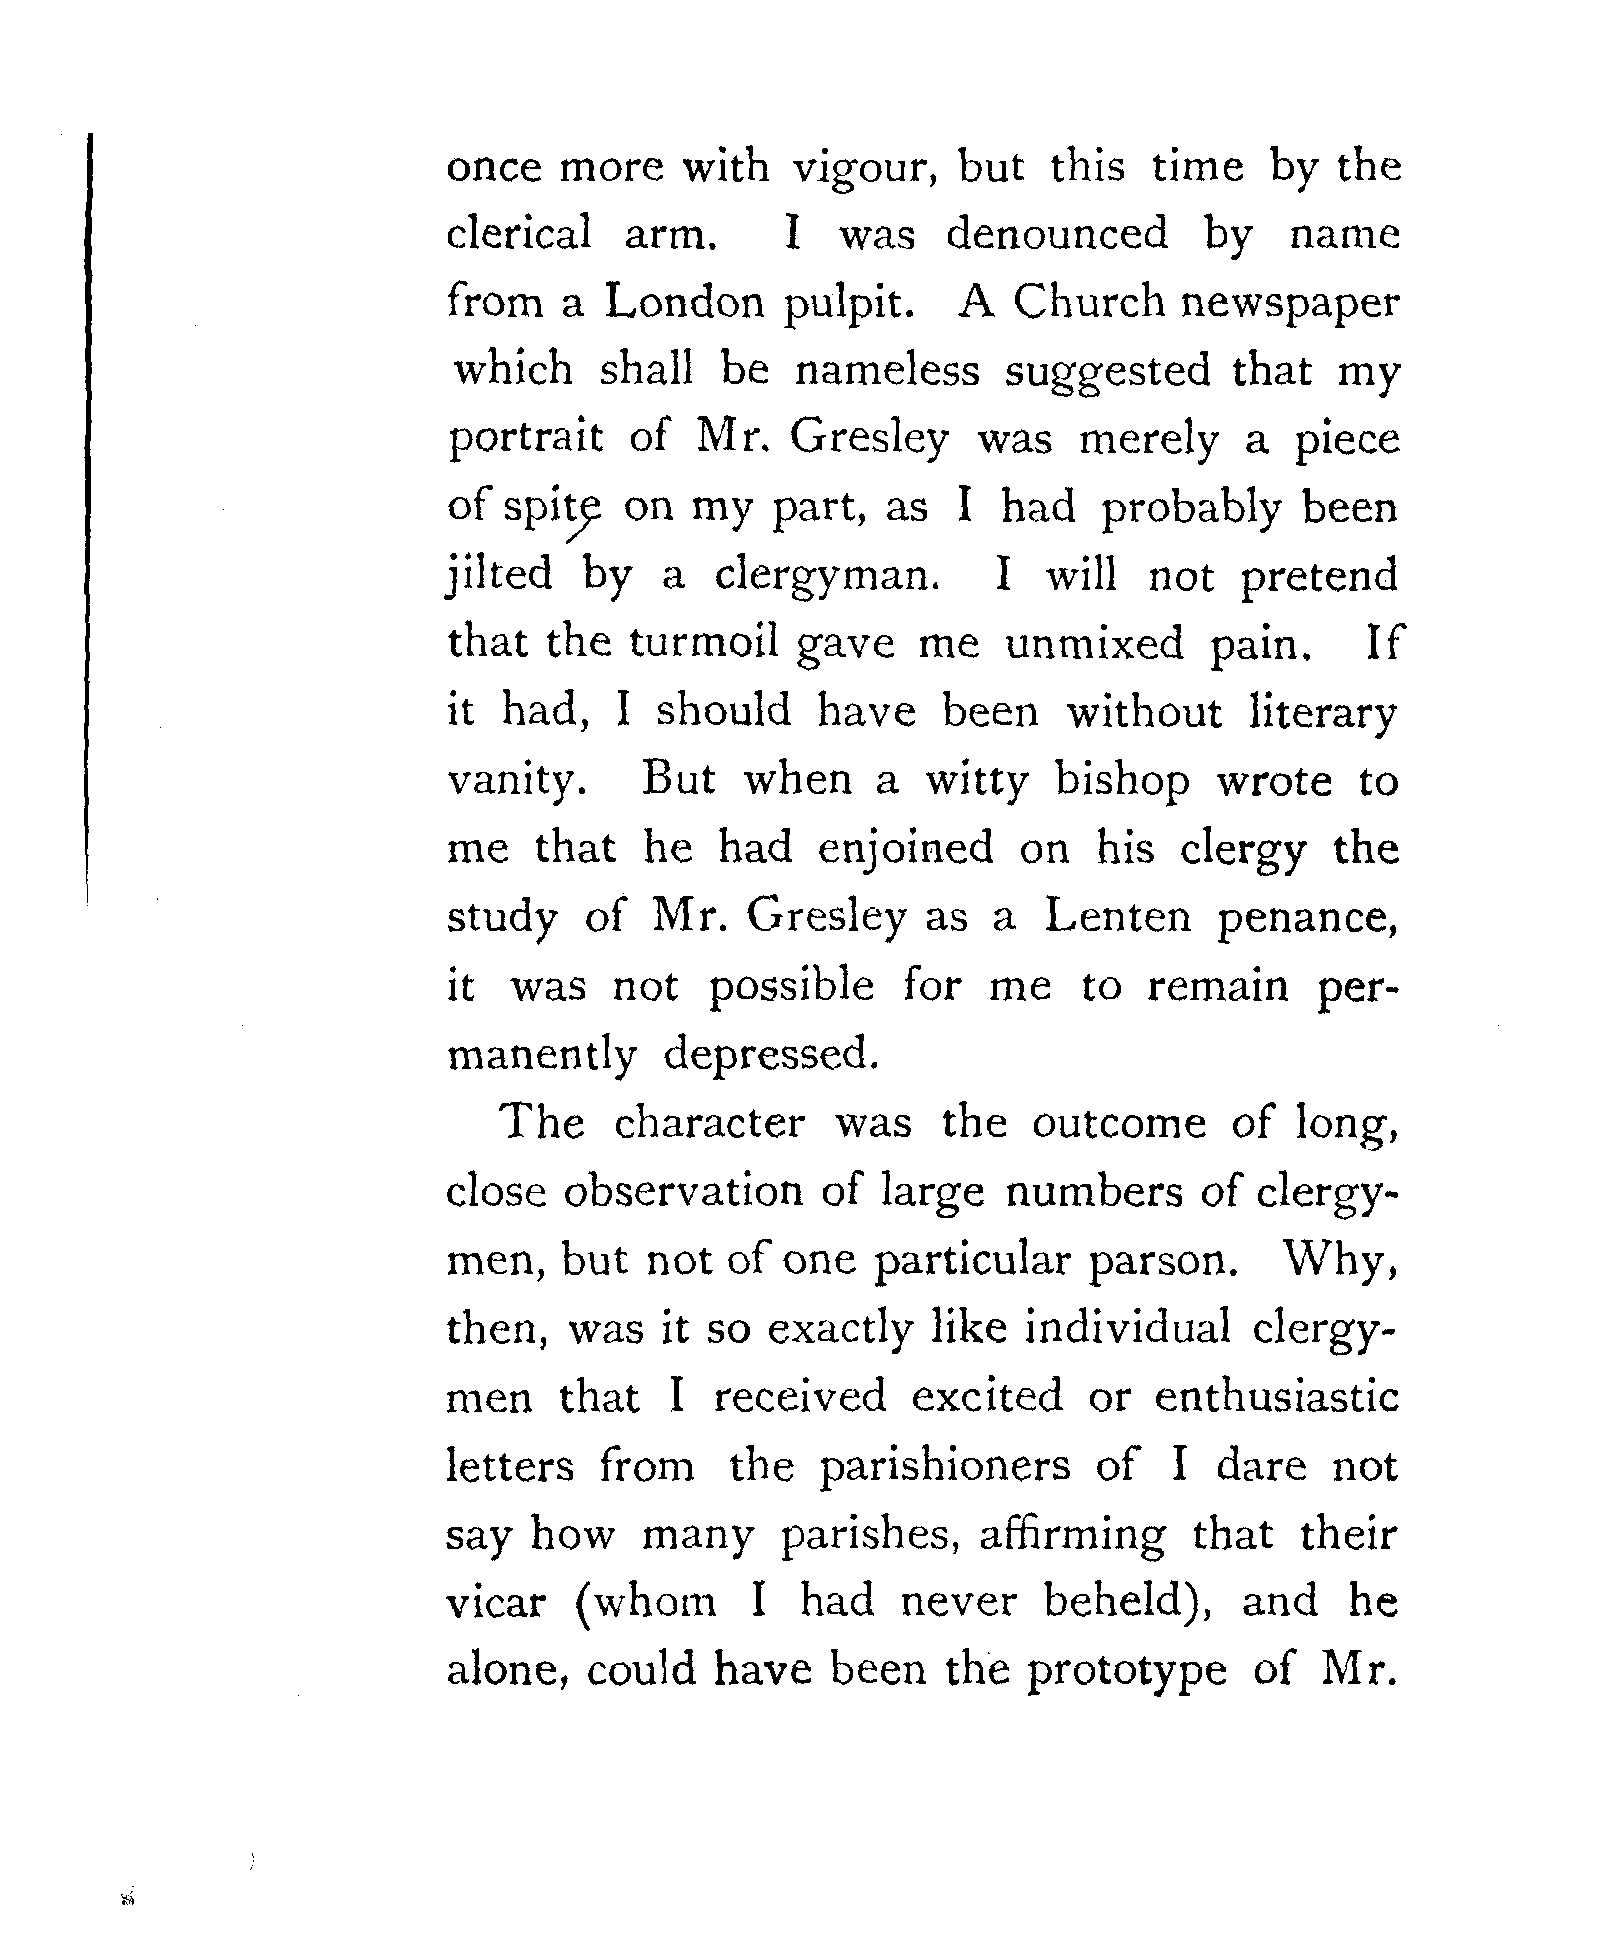 once more with vigour, but this time by the
clerical arm. I was denounced by name
from a London pulpit. A Church newspaper
which shall be nameless suggested that my
portrait of Mr. Gresley was merely a piece
of spite on my part, as I had probably been
jilted by a clergyman. I will not pretend
that the turmoil gave me unmixed pain. If
it had, I should have been without literary
vanity. But when a witty bishop wrote to
me that he had enjoined on his clergy the
study of Mr. Gresley as a Lenten penance,
it was not possible for me to remain per-
manently depressed.
The character was the outcome of long,
close observation of large numbers of clergy-
men, but not of one particular parson. Why,
then, was it so exactly like individual clergy-
men that I received excited or enthusiastic
letters from the parishioners of I dare not
say how many parishes, affirming that their
vicar (whom I had never beheld), and he
alone, could have been the prototype of Mr.